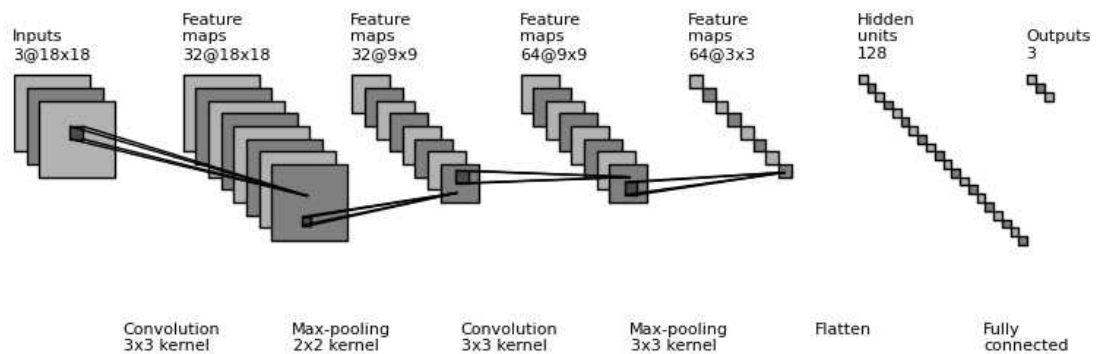 Inputs
3@18x18
Feature
maps
32@18x18
Feature
maps
32@9x9
Feature
maps
64@9x9
Feature
maps
64@3x3
Hidden
units
128
Outputs
3
Convolution
3x3 kernel
Max-pooling
2x2 kernel
Convolution
3x3 kernel
Max-pooling
3x3 kernel
Flatten
Fully
connected